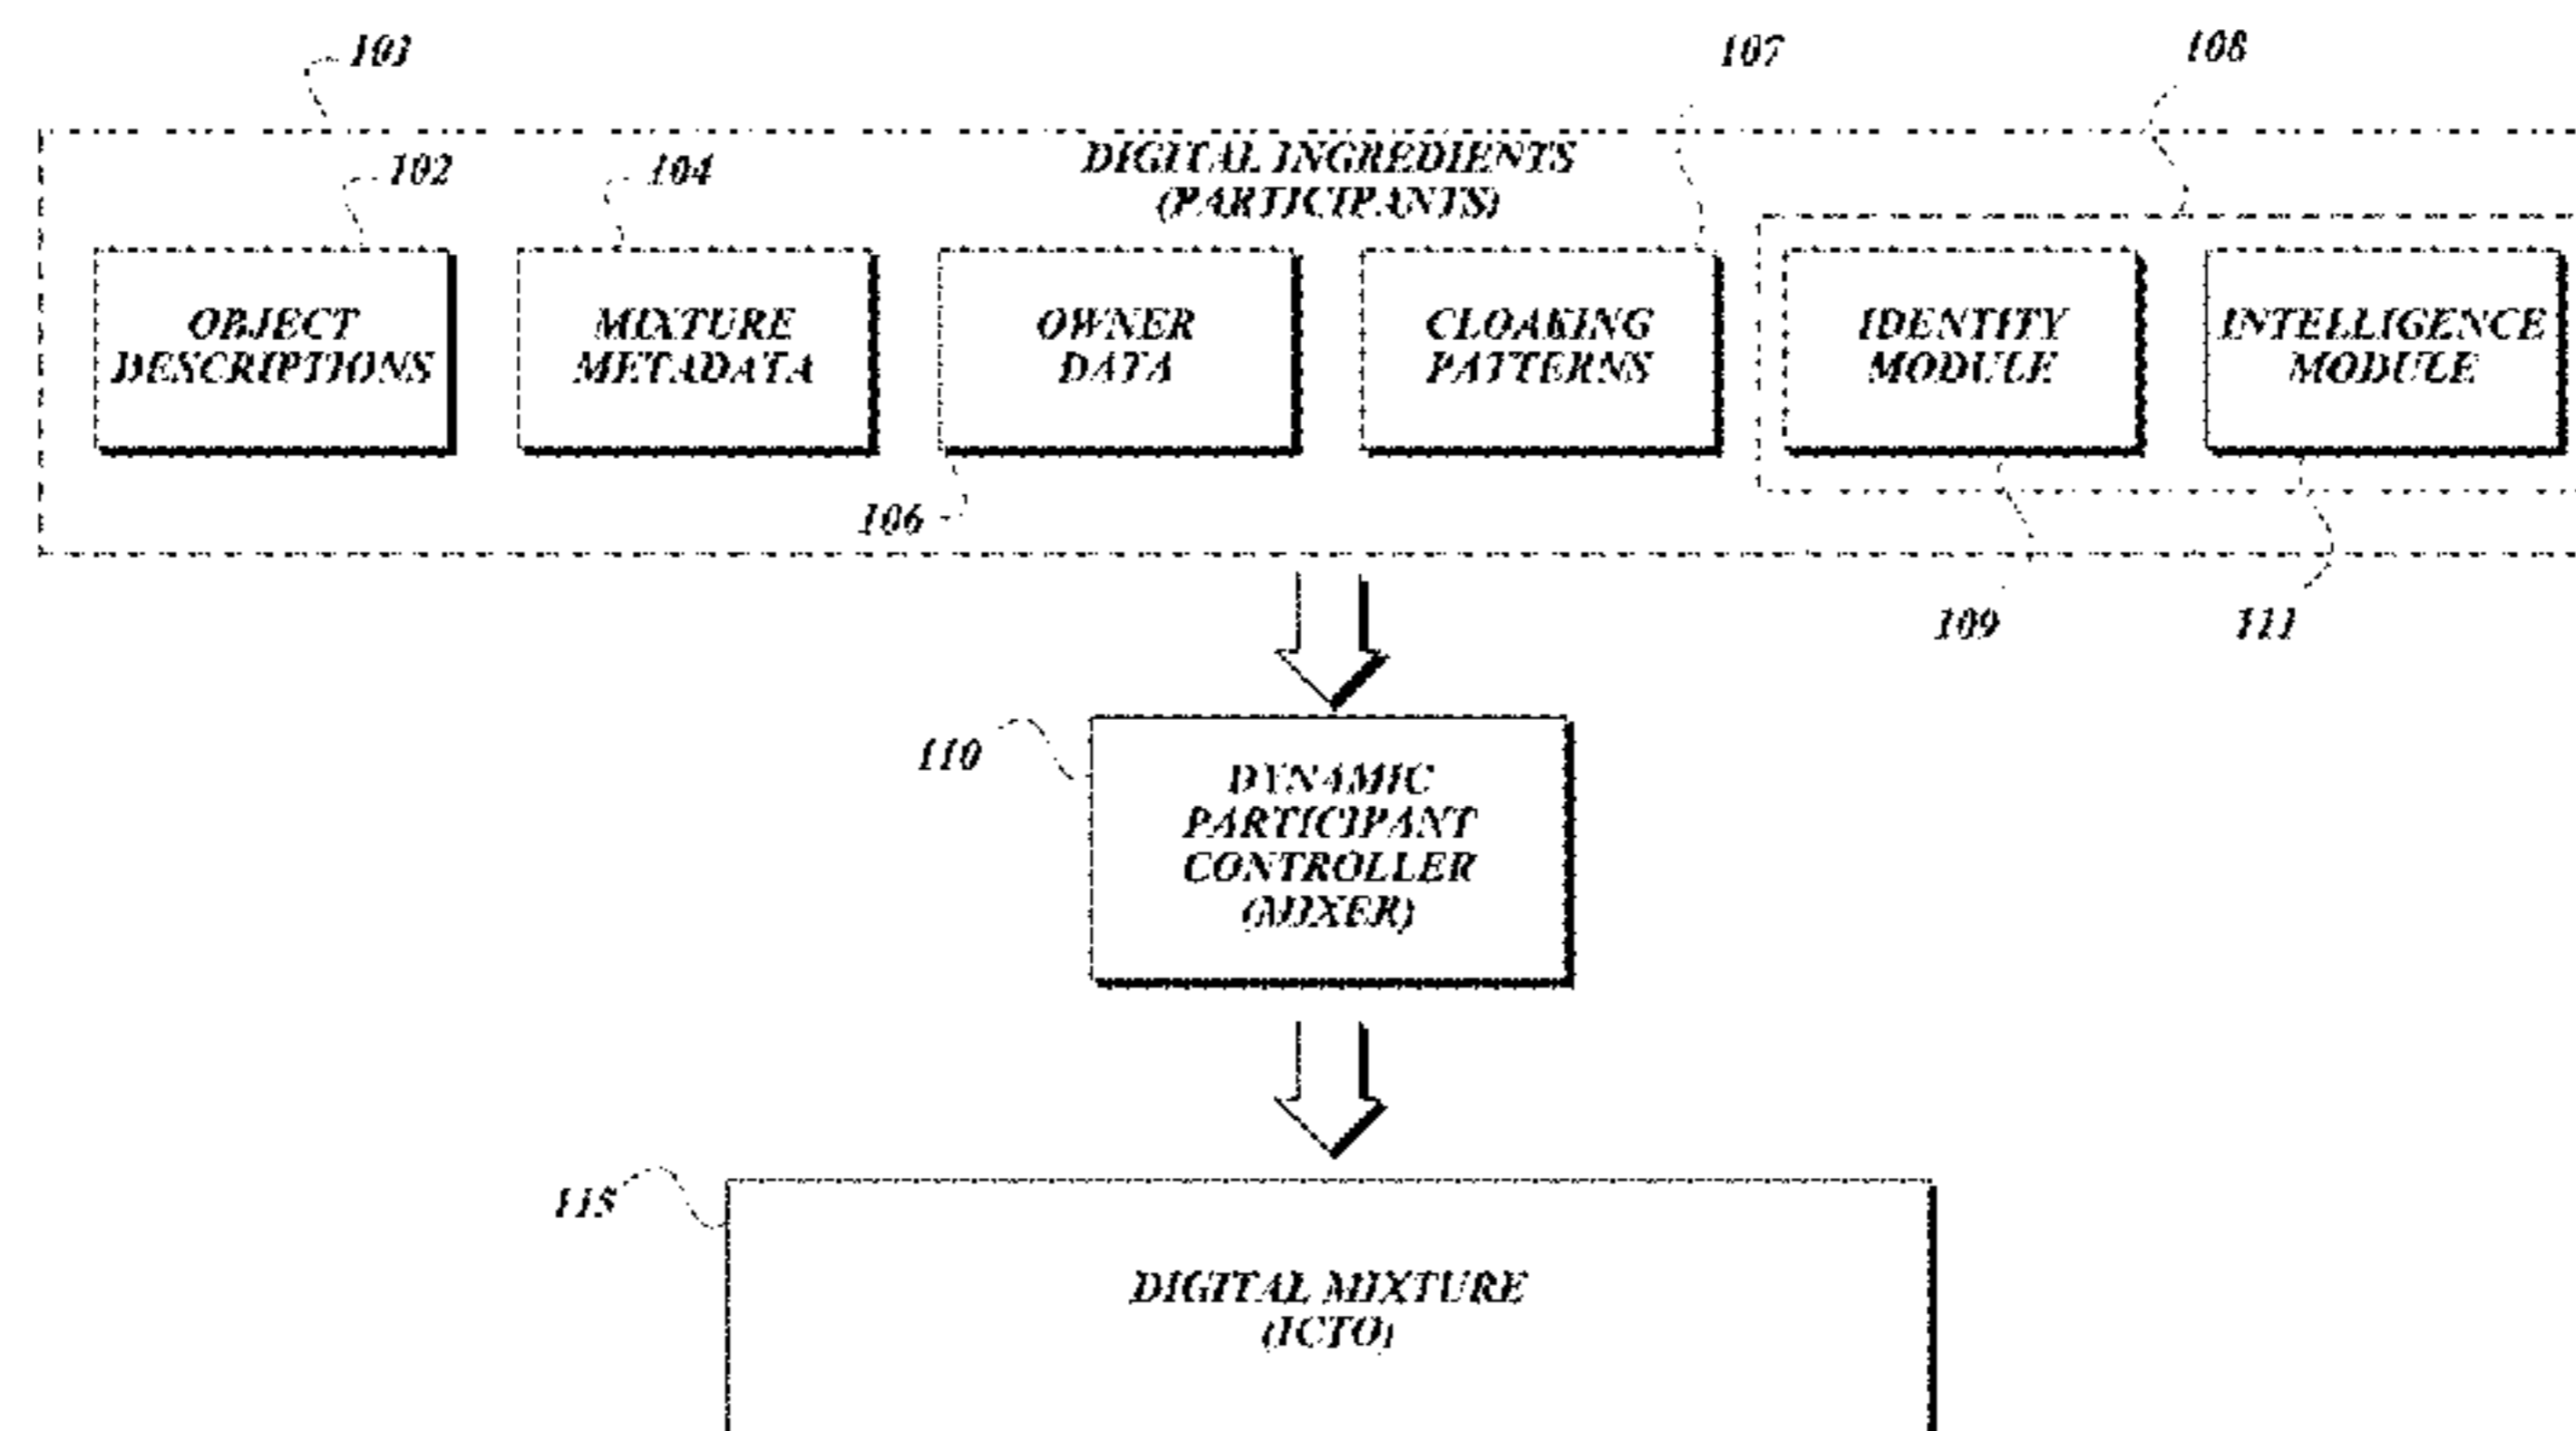 103
107
108
102
104
DIGITAL INGREDIENTS
(PARTICIPANTS)
OBJECT
DESCRIPTIONS
MIXTURE
METADATA
OWNER
DATA
CLOAKING
PATTERNS
IDENTITY
MODULE
INTELLIGENCE
MODULE
106
109
111
110
DYNAMIC
PARTICIPANT
CONTROLLER
(MIXER)
115
DIGITAL MIXTURE
(ICTO)